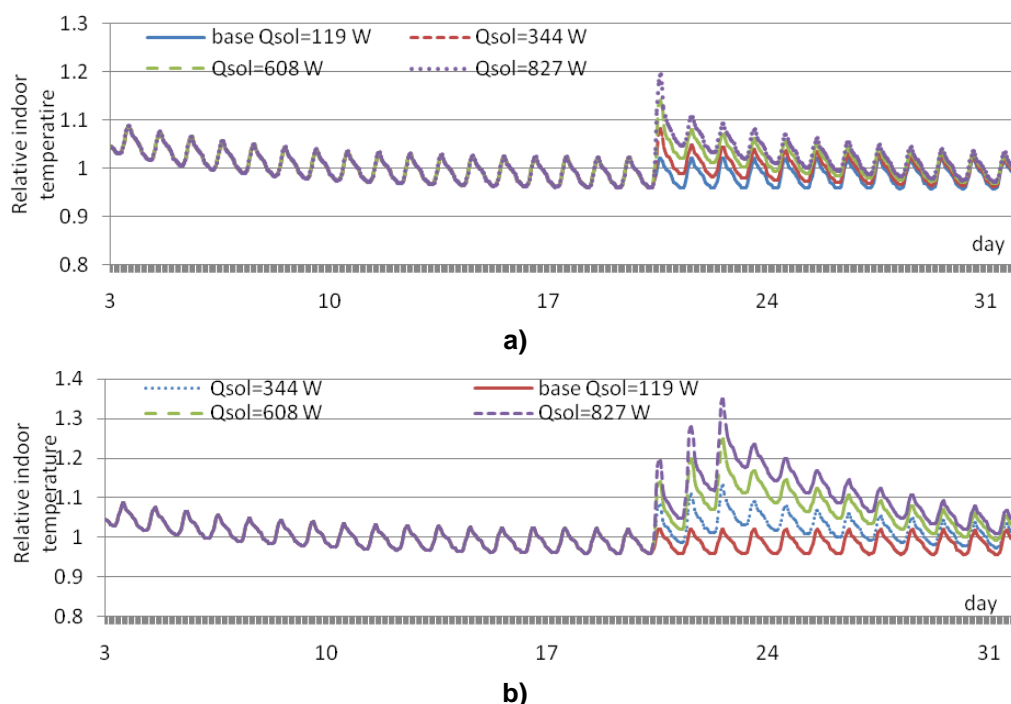 1.3
base Qsol=119 W Qsol=344 W
Qsol=608 W Qsol=827 W
1.2
1.1
1
0.9
0.8
Relative indoor
temperatire
day
3 10 17 24 31
a)
1.4
Qsol=344 W base Qsol=119 W
Qsol=608 W Qsol=827 W
1.3
1.2
1.1
1
0.9
0.8
Relative indoor
temperature
day
3 10 17 24 31
b)